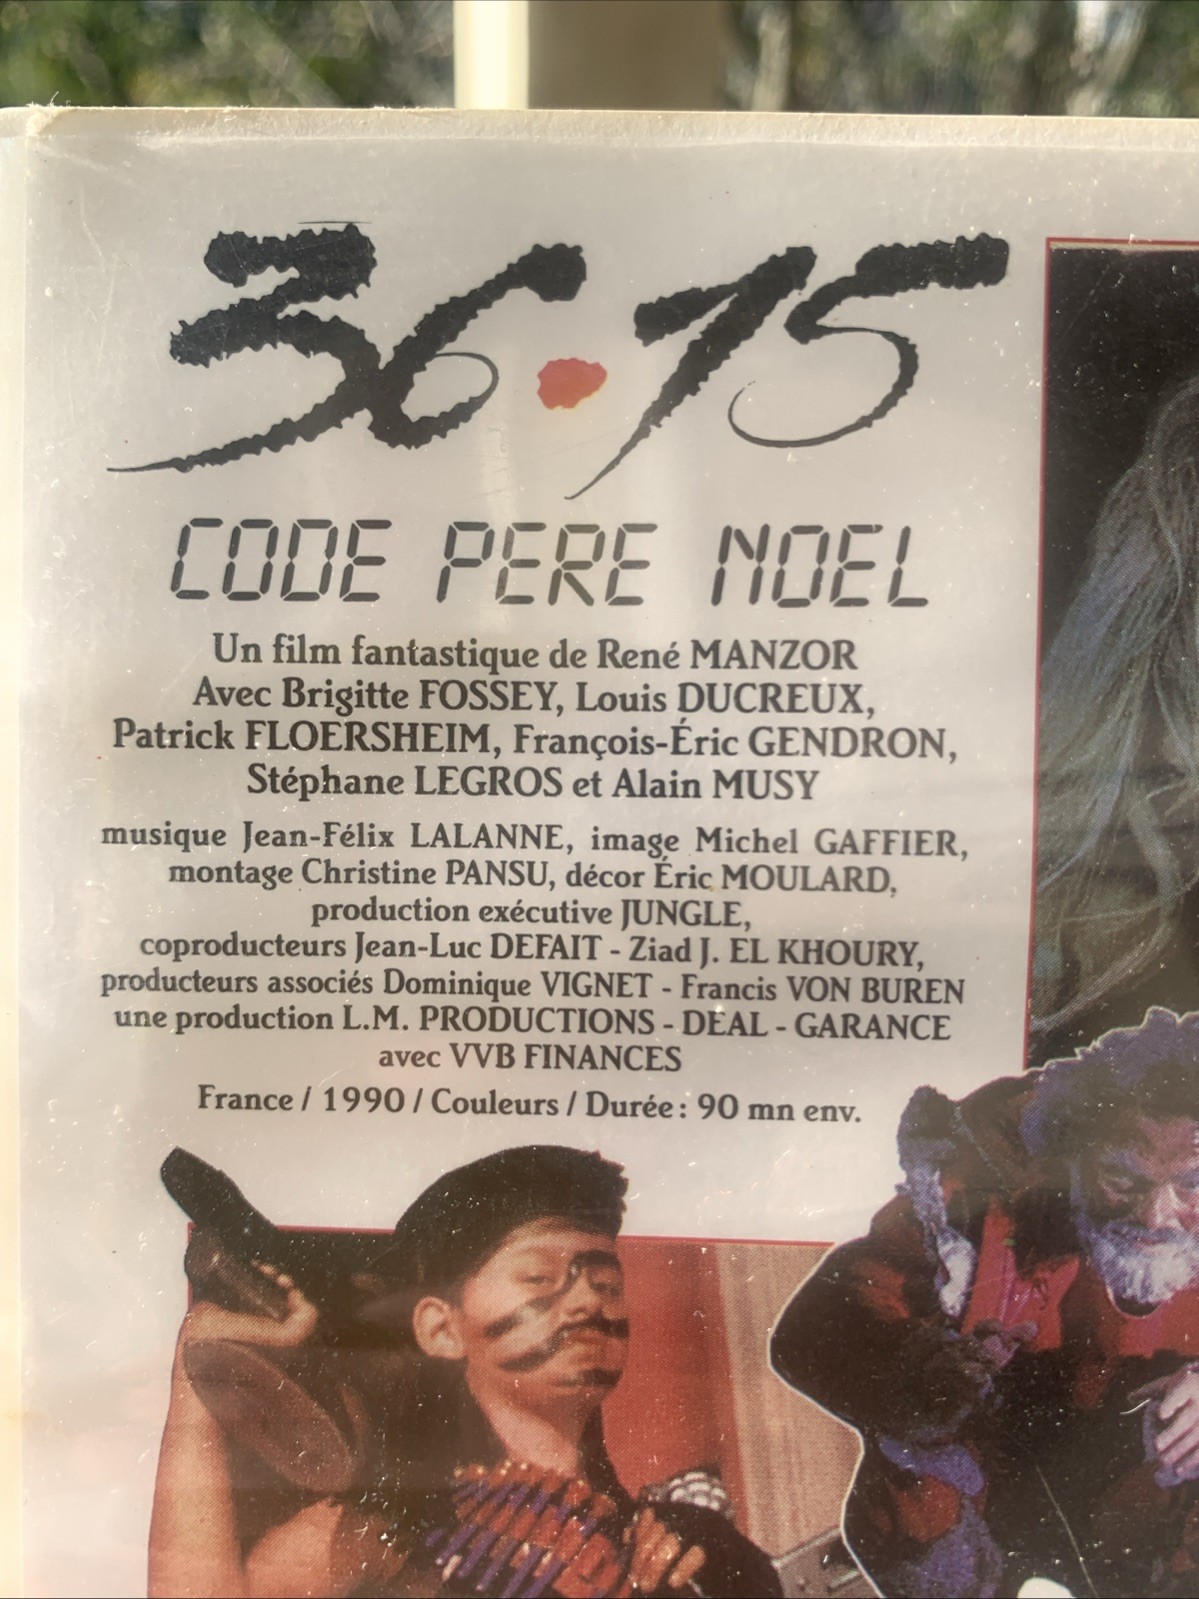 36.15
CODE PERE NOEL
Un film fantastique de René MANZOR
Avec Brigitte FOSSEY, Louis DUCREUX,
Patrick FLOERSHEIM, François-Éric GENDRON,
Stéphane LEGROS et Alain MUSY
musique Jean-Félix LALANNE, image Michel GAFFIER,
montage Christine PANSU, décor Éric MOULARD,
production exécutive JUNGLE,
coproducteurs Jean-Luc DEFAIT - Ziad J. EL KHOURY,
producteurs associés Dominique VIGNET - Francis VON BUREN
une production L.M. PRODUCTIONS - DEAL - GARANCE
avec VVB FINANCES
France / 1990 / Couleurs / Durée : 90 mn env.